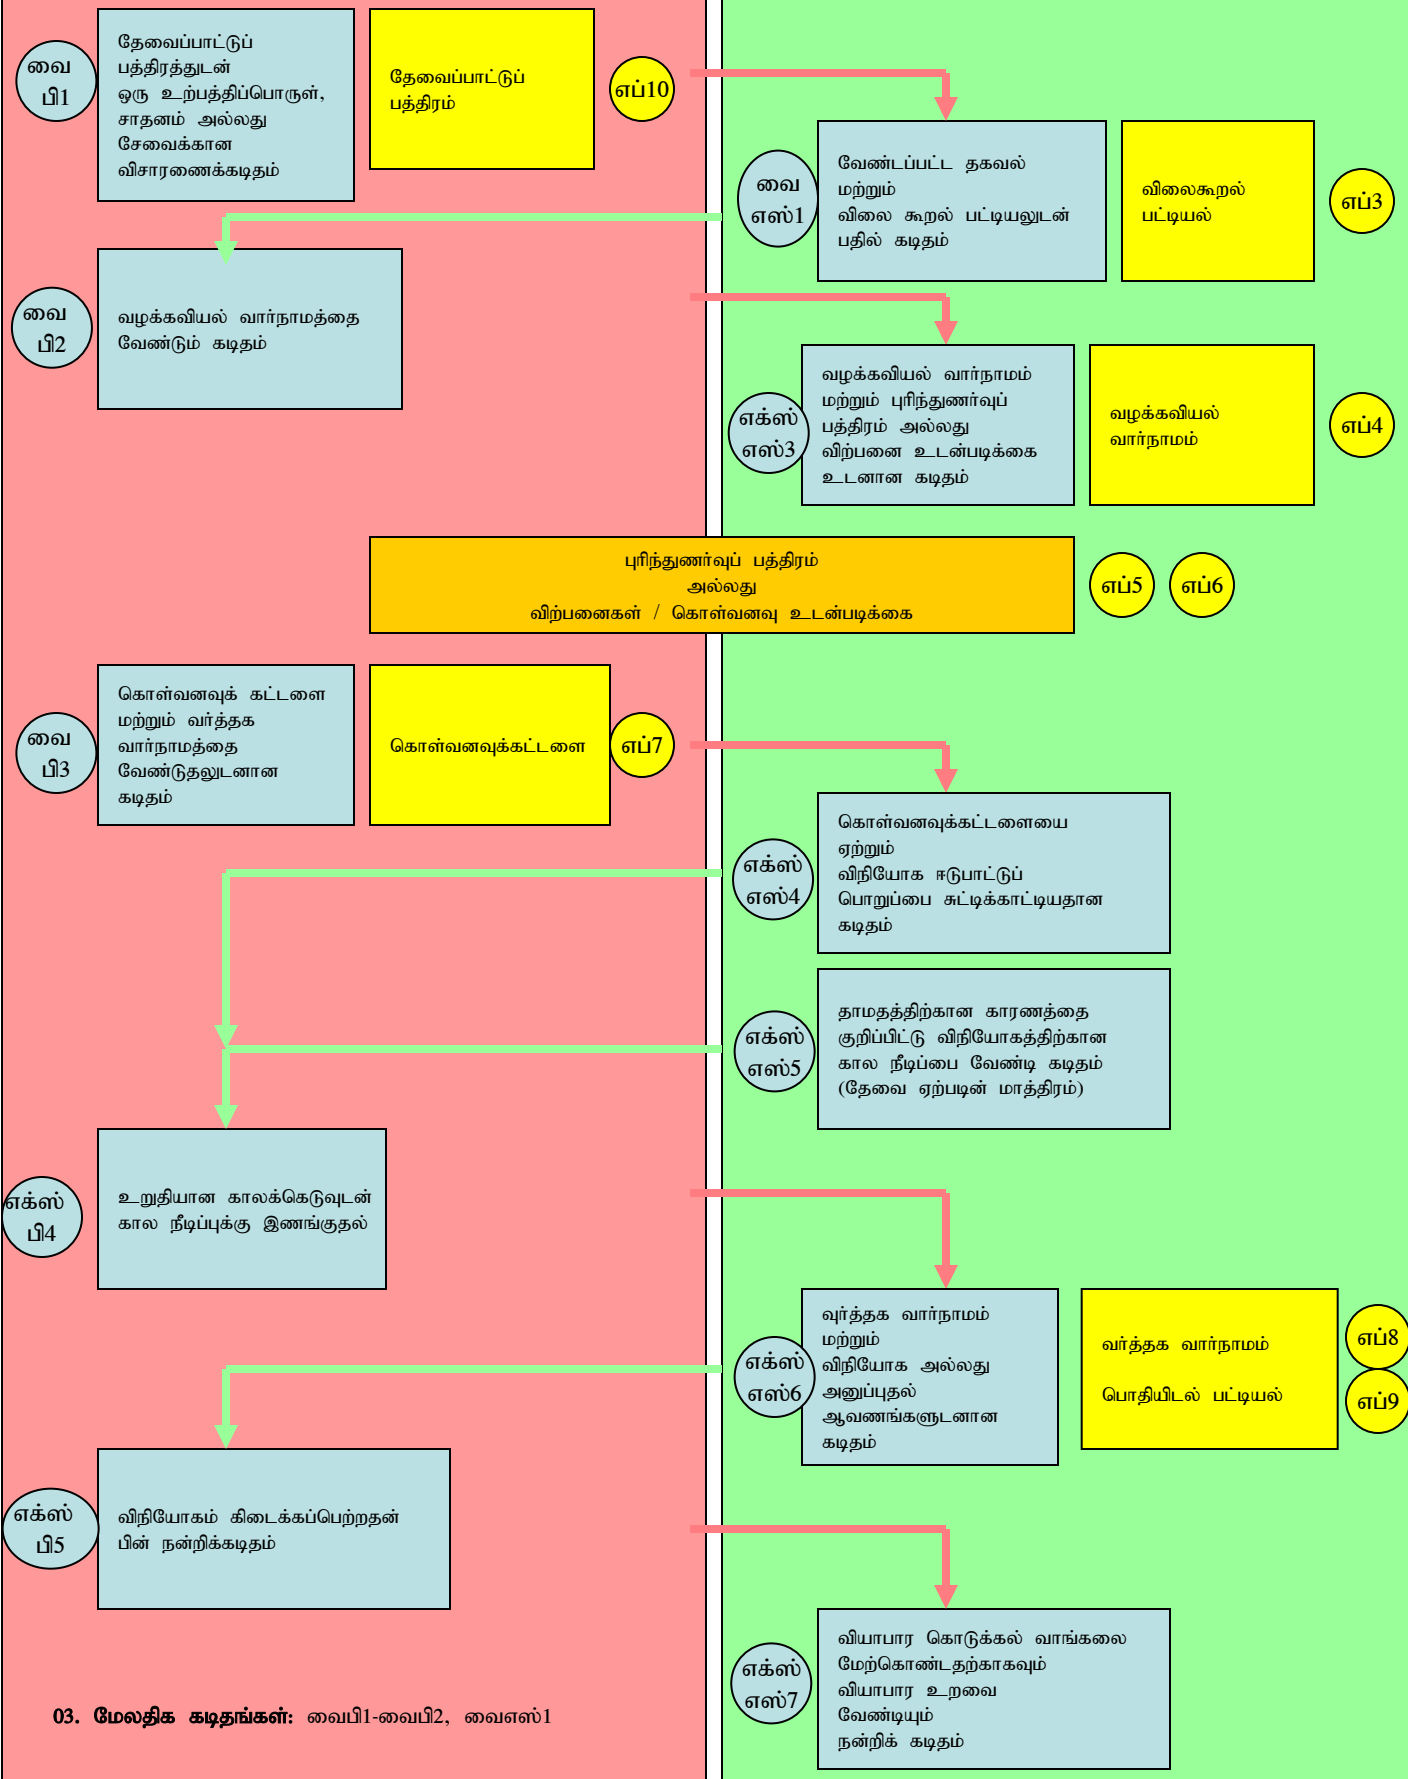 வை
பி1
தேவைப்பாட்டுப்
பத்திரத்துடன்
ஒரு உற்பத்திப்பொருள்,
சாதனம் அல்லது
சேவைக்கான
விசாரணைக்கடிதம்
தேவைப்பாட்டுப்
பத்திரம்
எப்10
வை
எஸ்1
வேண்டப்பட்ட தகவல்
மற்றும்
விலை கூறல் பட்டியலுடன்
பதில் கடிதம்
விலைகூறல்
பட்டியல்
எப்3
வை
பி2
வழக்கவியல் வார்நாமத்தை
வேண்டும் கடிதம்
எக்ஸ்
எஸ்3
வழக்கவியல் வார்நாமம்
மற்றும் புரிந்துணர்வுப்
பத்திரம் அல்லது
விற்பனை உடன்படிக்கை
உடனான கடிதம்
வழக்கவியல்
வார்நாமம்
எப்4
புரிந்துணர்வுப் பத்திரம்
அல்லது
விற்பனைகள் / கொள்வனவு உடன்படிக்கை
எப்5
எப்6
வை
பி3
கொள்வனவுக் கட்டளை
மற்றும் வர்த்தக
வார்நாமத்தை
வேண்டுதலுடனான
கடிதம்
கொள்வனவுக்கட்டளை
எப்7
எக்ஸ்
எஸ்4
கொள்வனவுக்கட்டளையை
ஏற்றும்
விநியோக ஈடுபாட்டுப்
பொறுப்பை சுட்டிக்காட்டியதான
கடிதம்
எக்ஸ்
எஸ்5
தாமதத்திற்கான காரணத்தை
குறிப்பிட்டு விநியோகத்திற்கான
கால நீடிப்பை வேண்டி கடிதம்
(தேவை ஏற்படின் மாத்திரம்)
எக்ஸ்
பி4
உறுதியான காலக்கெடுவுடன்
கால நீடிப்புக்கு இணங்குதல்
எக்ஸ்
எஸ்6
வுர்த்தக வார்நாமம்
மற்றும்
விநியோக அல்லது
அனுப்புதல்
ஆவணங்களுடனான
கடிதம்
வர்த்தக வார்நாமம்
பொதியிடல் பட்டியல்
எப்8
எப்9
எக்ஸ்
பி5
விநியோகம் கிடைக்கப்பெற்றதன்
பின் நன்றிக்கடிதம்
எக்ஸ்
எஸ்7
வியாபார கொடுக்கல் வாங்கலை
மேற்கொண்டதற்காகவும்
வியாபார உறவை
வேண்டியும்
நன்றிக் கடிதம்
03. மேலதிக கடிதங்கள்: வைபி1-வைபி2, வைஎஸ்1